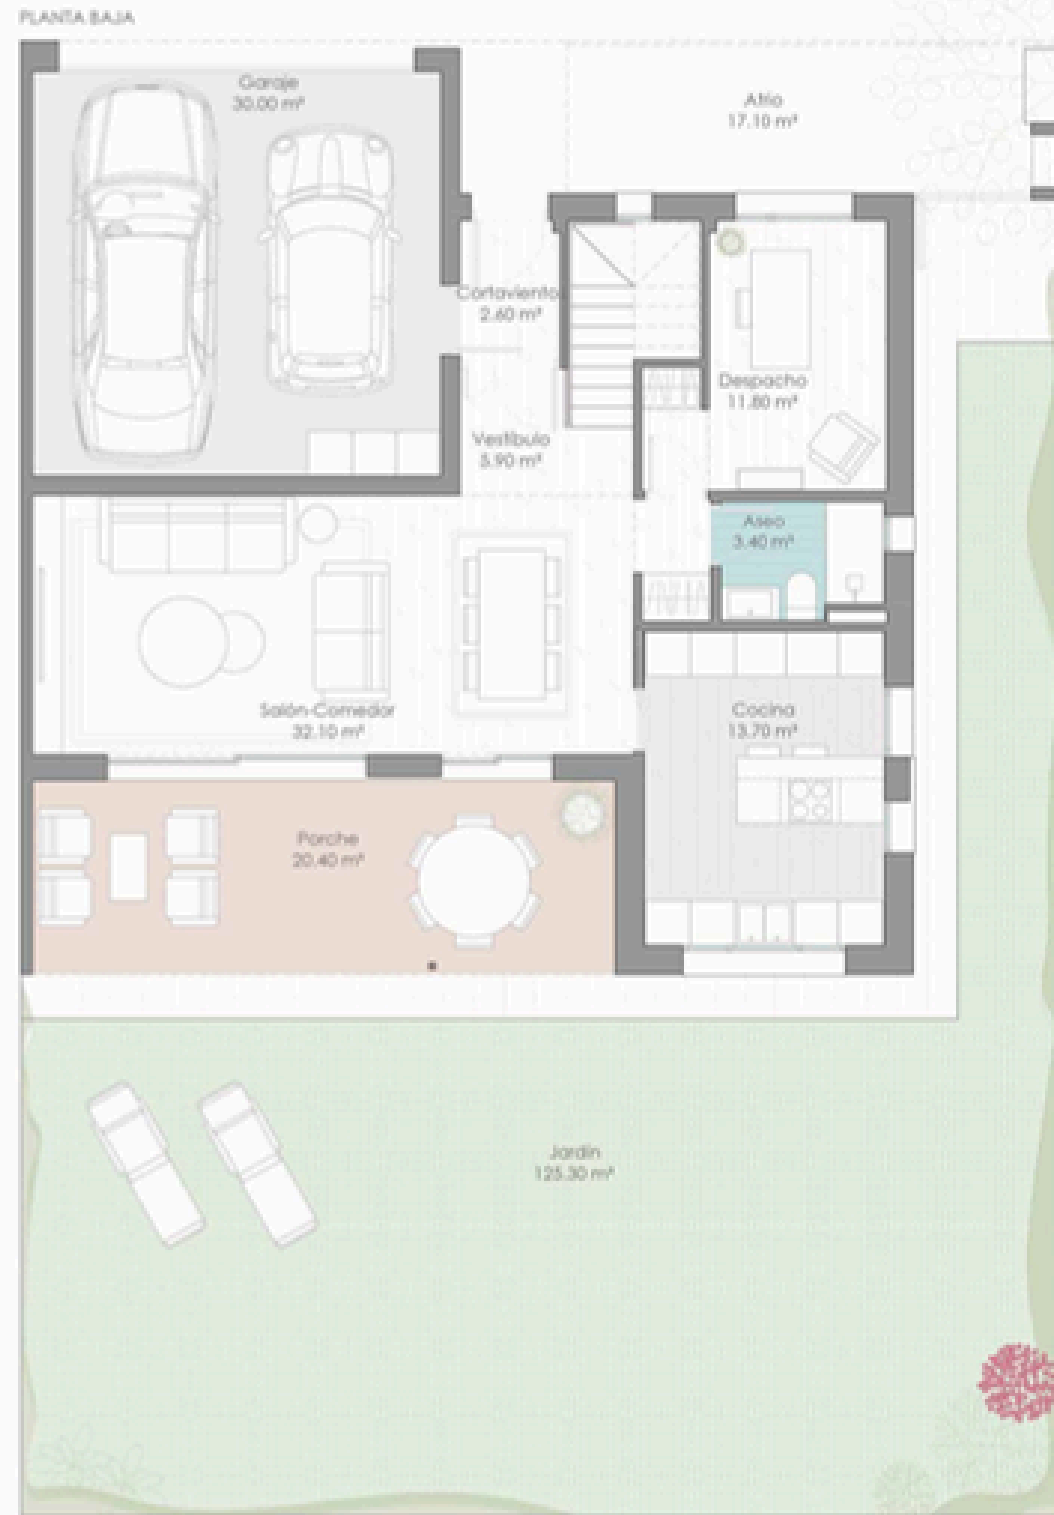 PLANTA BAJA
Garaje
30.00 m²
Atrio
17.10 m²
Cortaviento
2.60 m²
Despacho
11.80 m²
Vestíbulo
5.90 m²
Aseo
3.40 m²
Salón-Comedor
32.10 m²
Cocina
13.70 m²
Porche
20.40 m²
Jardín
125.30 m²